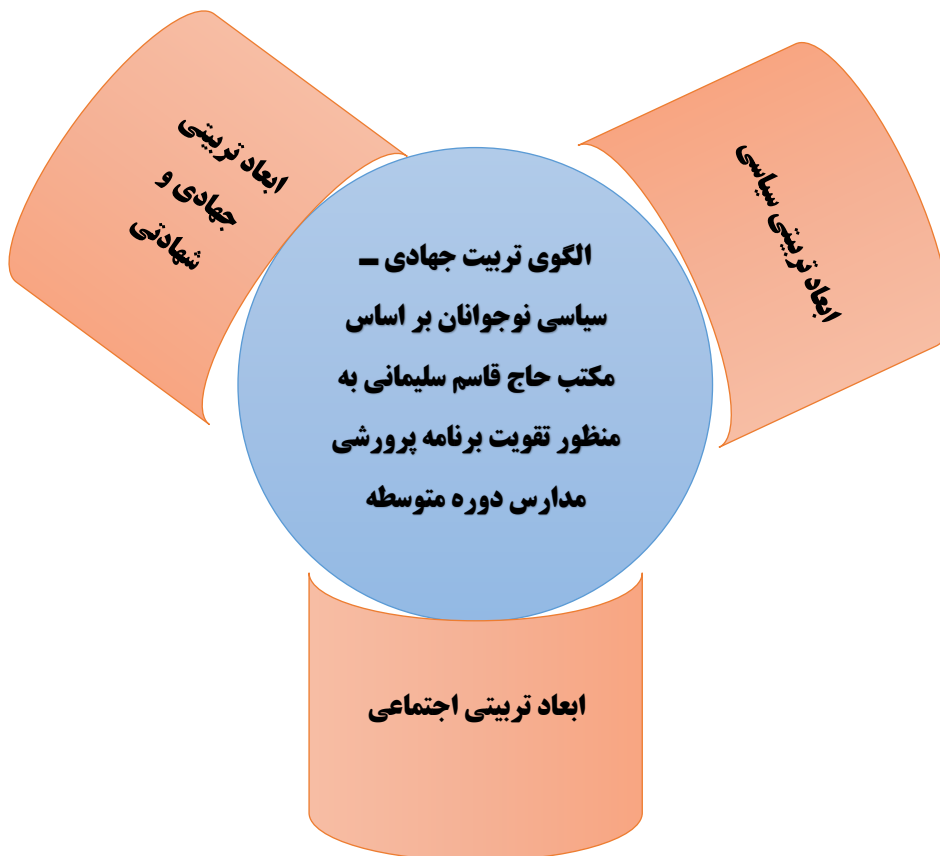 ابعاد تربیتی
جهادی و
شهادتی
ابعاد تربیتی سیاسی
الگوی تربیت جهادی –
سیاسی نوجوانان بر اساس
مکتب حاج قاسم سلیمانی به
منظور تقویت برنامه پرورشی
مدارس دوره متوسطه
ابعاد تربیتی اجتماعی